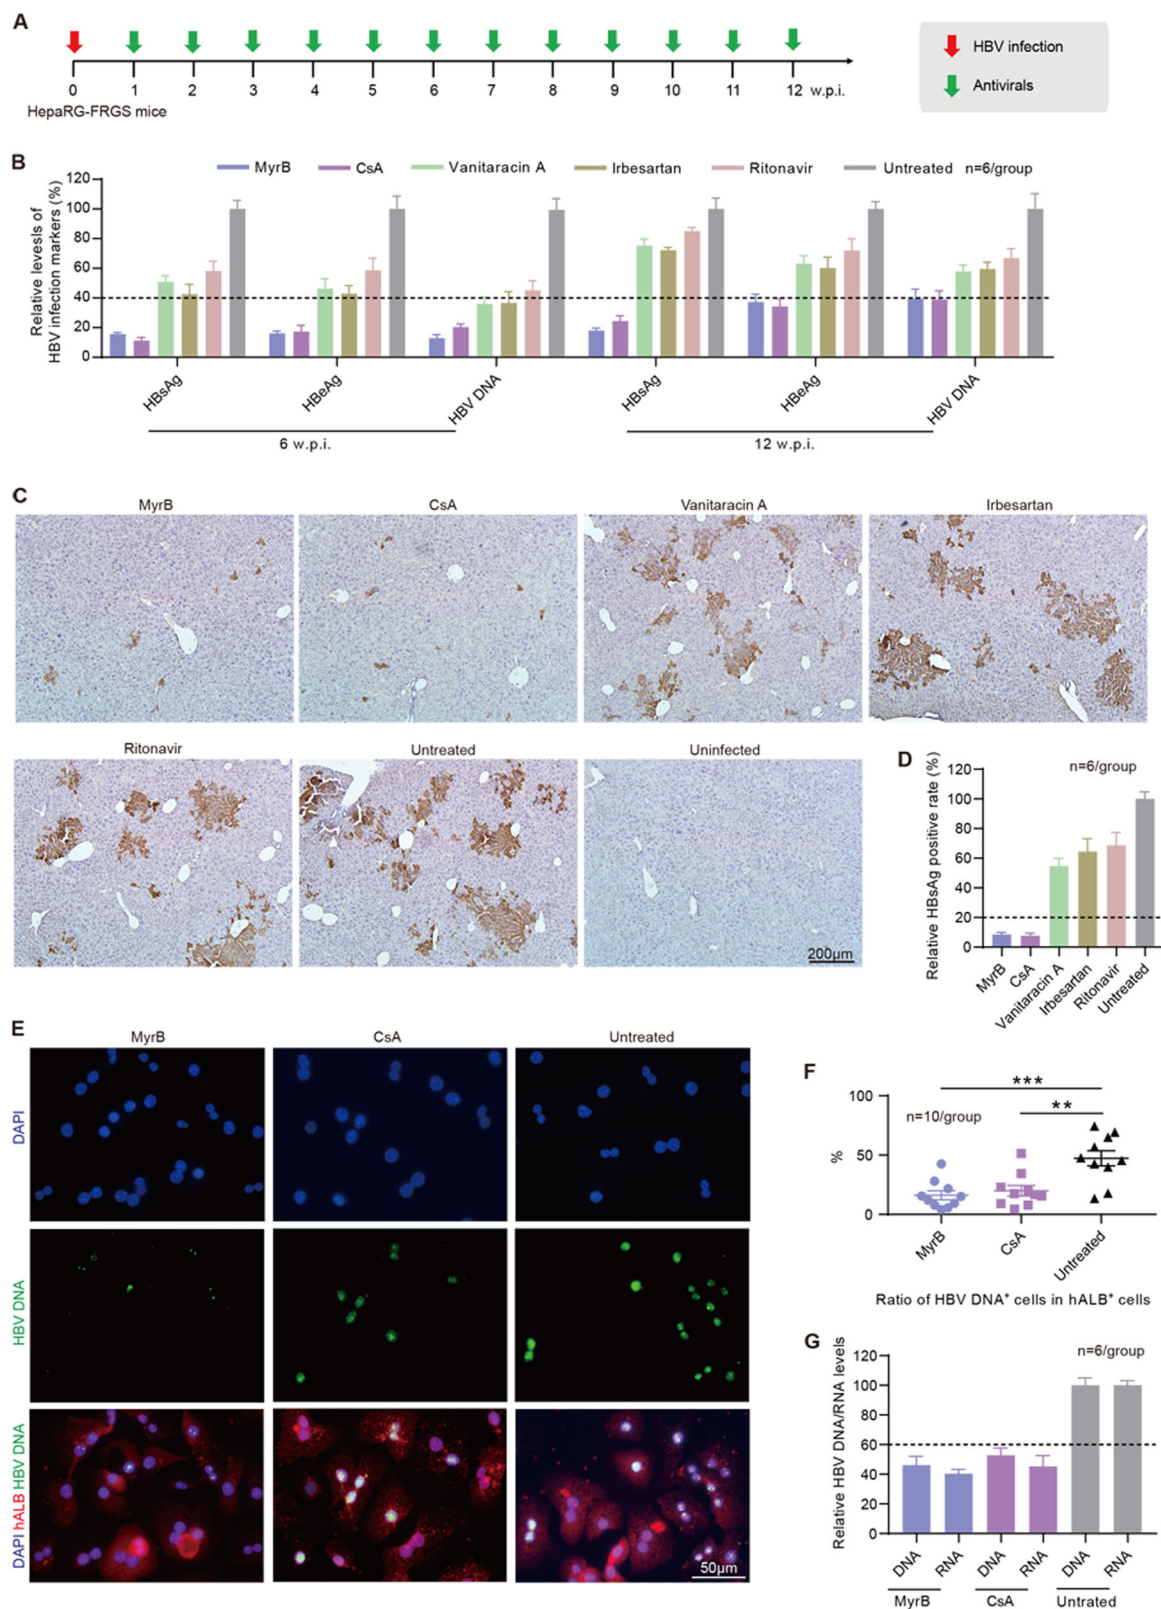 A
HBV infection
Antivirals
0 1 2 3 4 5 6 7 8 9 10 11 12 w.p.i.
HepaRG-FRGS mice
B
MyrB CsA Vanitaracin A Irbesartan Ritonavir Untreated n=6/group
Relative levesls of
HBV infection markers (%)
120
100
80
60
40
20
0
HBsAg HBeAg HBV DNA HBsAg HBeAg HBV DNA
6 w.p.i. 12 w.p.i.
C
MyrB CsA Vanitaracin A Irbesartan
Ritonavir Untreated Uninfected
200μm
D
n=6/group
Relative HBsAg positive rate (%)
120
100
80
60
40
20
0
MyrB CsA Vanitaracin A Irbesartan Ritonavir Untreated
E
MyrB CsA Untreated
DAPI
HBV DNA
DAPI hALB HBV DNA
50μm
F
*** 
**
n=10/group
%
100
50
0
MyrB CsA Untreated
Ratio of HBV DNA⁺ cells in hALB⁺ cells
G
n=6/group
Relative HBV DNA/RNA levels
120
100
80
60
40
20
0
DNA RNA DNA RNA DNA RNA
MyrB CsA Untrated